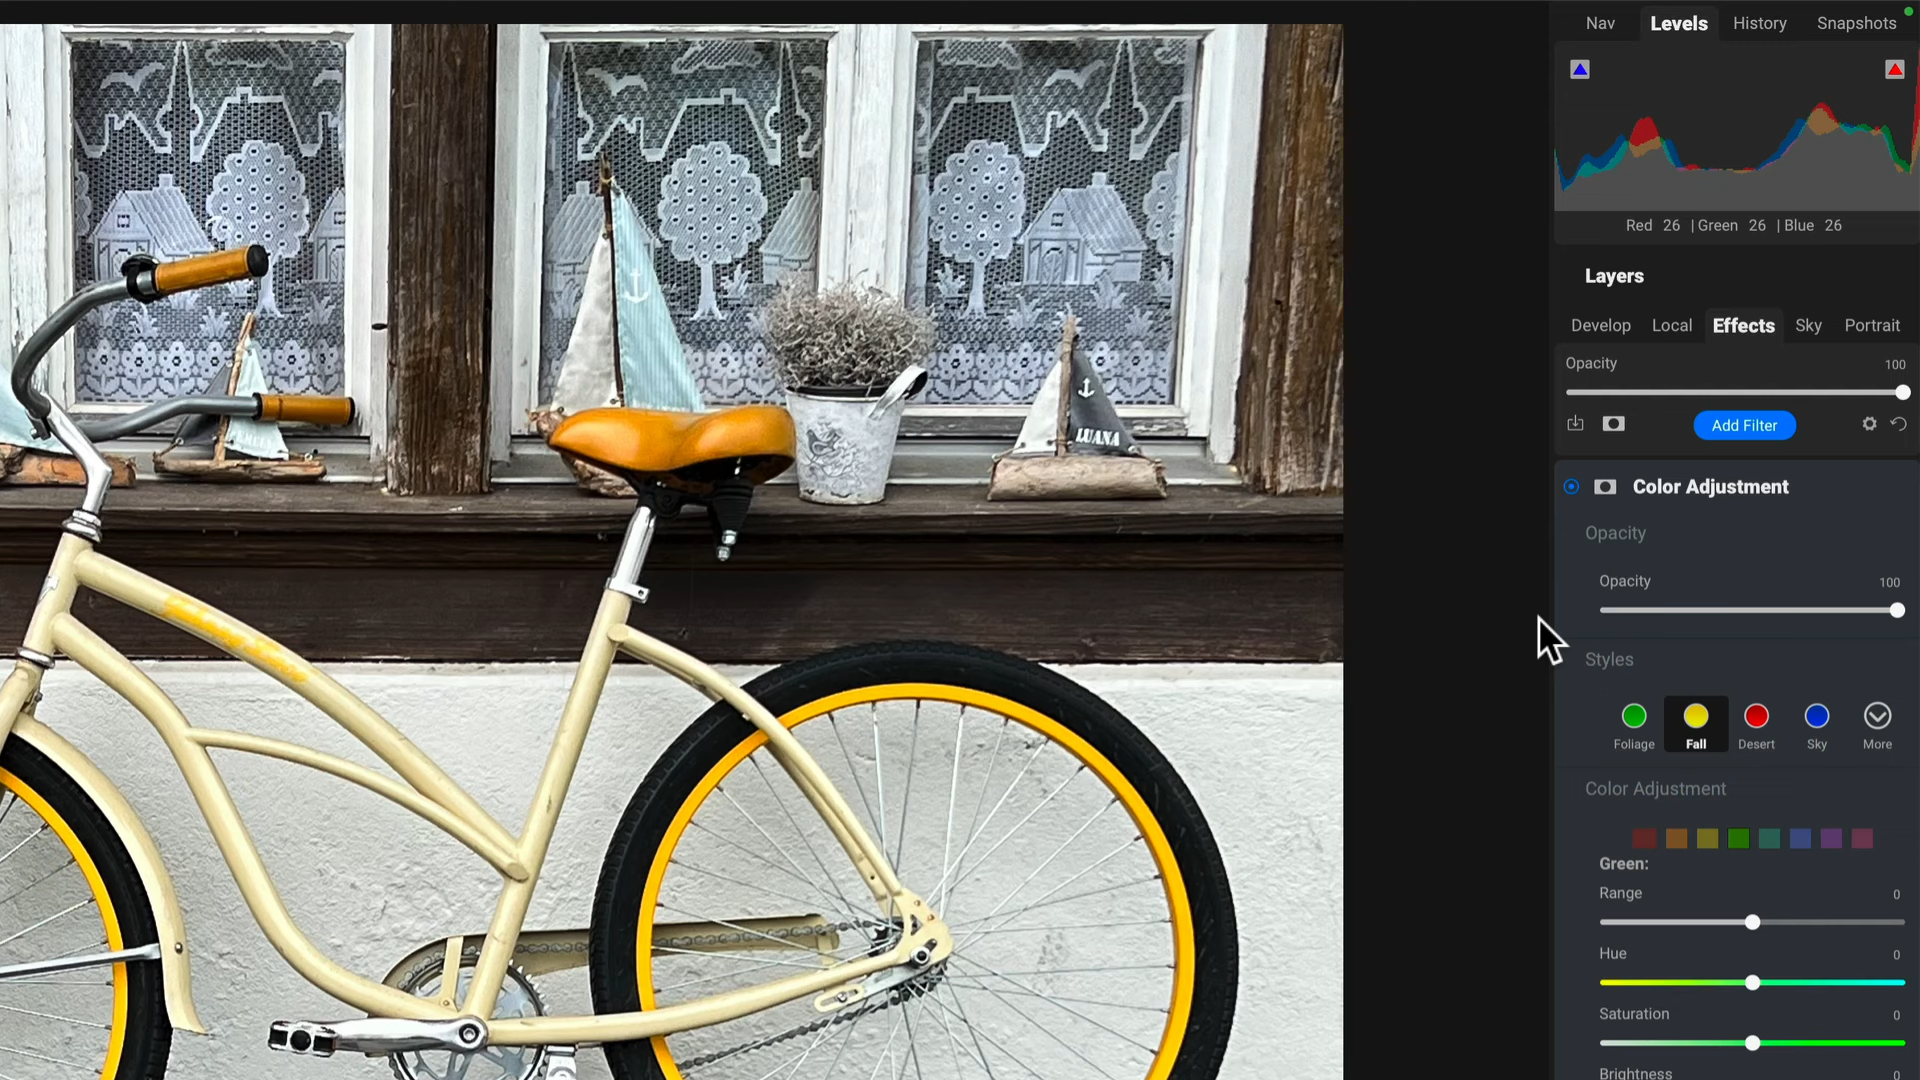 Nav Levels History Snapshots
Red 26 | Green 26 | Blue 26
Layers
Develop Local Effects Sky Portrait
Opacity 100
Add Filter
Color Adjustment
Opacity
Opacity 100
Styles
Foliage Fall Desert Sky More
Color Adjustment
Green:
Range 0
Hue 0
Saturation 0
Brightness 0
LUANA